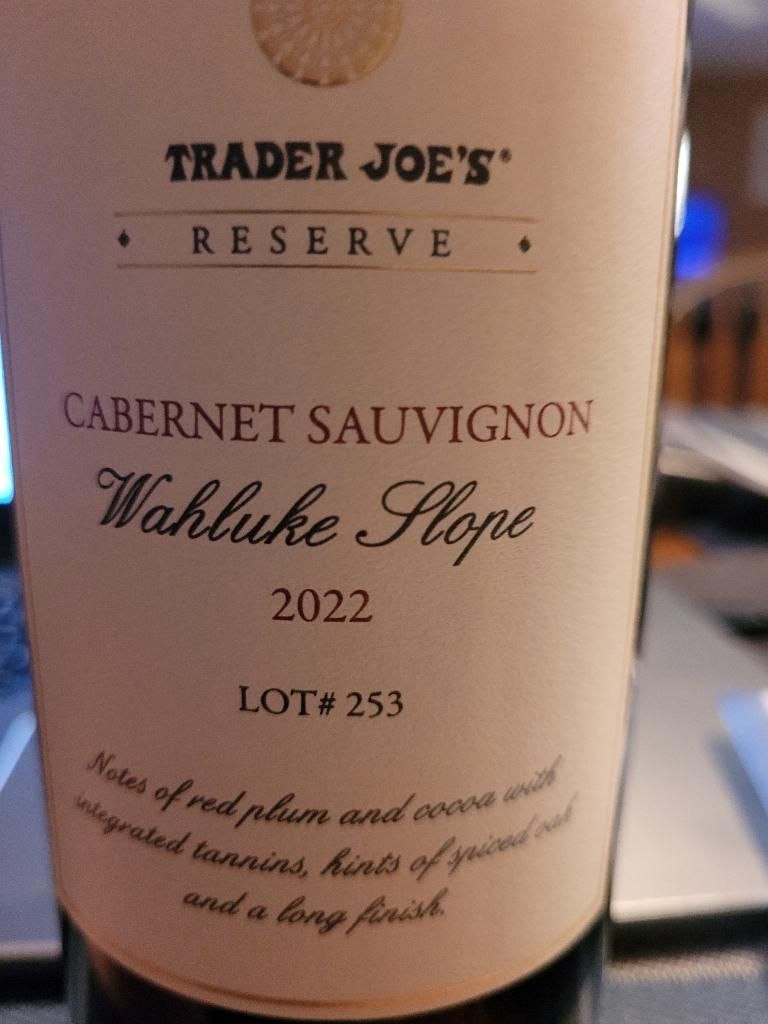 TRADER JOE'S®
RESERVE
CABERNET SAUVIGNON
Wahluke Slope
2022
LOT# 253
Notes of red plum and cocoa with
integrated tannins, hints of spiced oak
and a long finish.